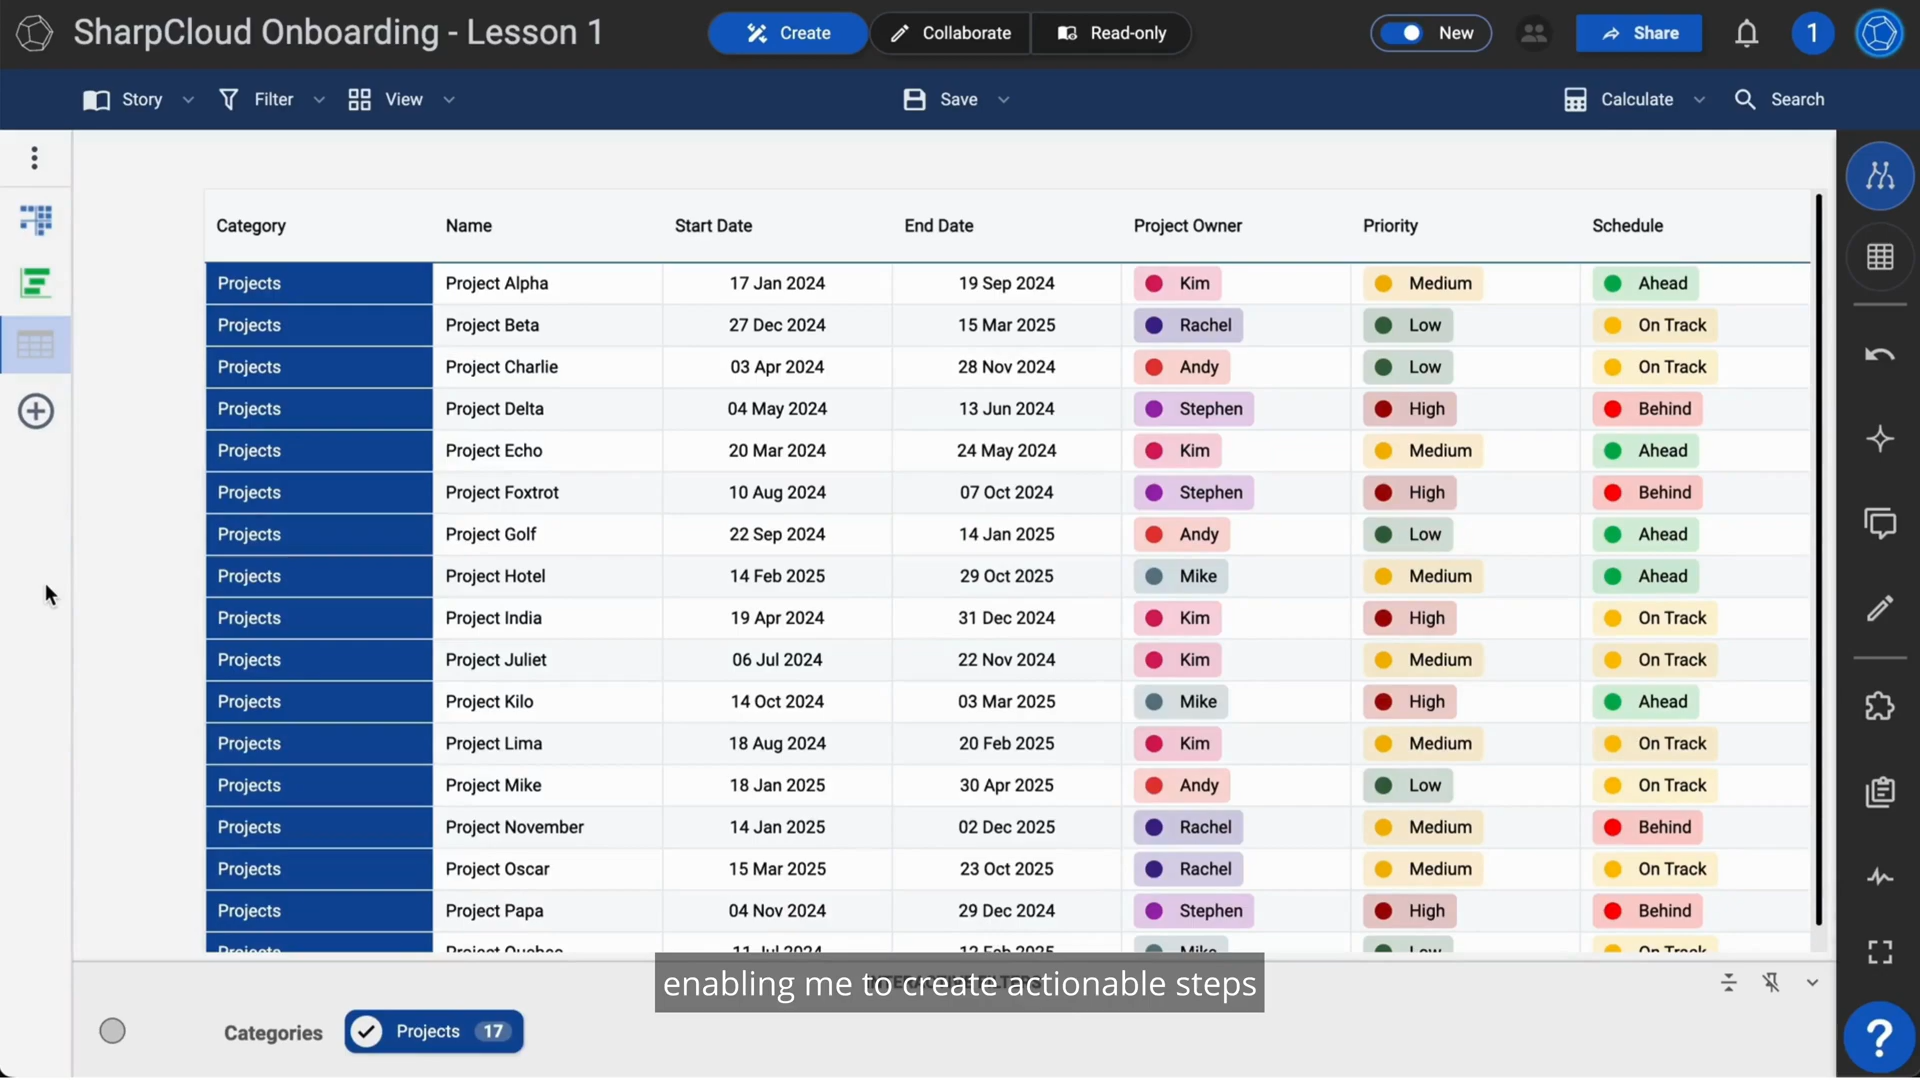 SharpCloud Onboarding - Lesson 1 Create Collaborate Read-only New Share 1
Story Filter View Save Calculate Search
Category Name Start Date End Date Project Owner Priority Schedule
Projects Project Alpha 17 Jan 2024 19 Sep 2024 Kim Medium Ahead
Projects Project Beta 27 Dec 2024 15 Mar 2025 Rachel Low On Track
Projects Project Charlie 03 Apr 2024 28 Nov 2024 Andy Low On Track
Projects Project Delta 04 May 2024 13 Jun 2024 Stephen High Behind
Projects Project Echo 20 Mar 2024 24 May 2024 Kim Medium Ahead
Projects Project Foxtrot 10 Aug 2024 07 Oct 2024 Stephen High Behind
Projects Project Golf 22 Sep 2024 14 Jan 2025 Andy Low Ahead
Projects Project Hotel 14 Feb 2025 29 Oct 2025 Mike Medium Ahead
Projects Project India 19 Apr 2024 31 Dec 2024 Kim High On Track
Projects Project Juliet 06 Jul 2024 22 Nov 2024 Kim Medium On Track
Projects Project Kilo 14 Oct 2024 03 Mar 2025 Mike High Ahead
Projects Project Lima 18 Aug 2024 20 Feb 2025 Kim Medium On Track
Projects Project Mike 18 Jan 2025 30 Apr 2025 Andy Low On Track
Projects Project November 14 Jan 2025 02 Dec 2025 Rachel Medium Behind
Projects Project Oscar 15 Mar 2025 23 Oct 2025 Rachel Medium On Track
Projects Project Papa 04 Nov 2024 29 Dec 2024 Stephen High Behind
Projects Project Mike Low On Track
enabling me to create actionable steps
Categories Projects 17
?